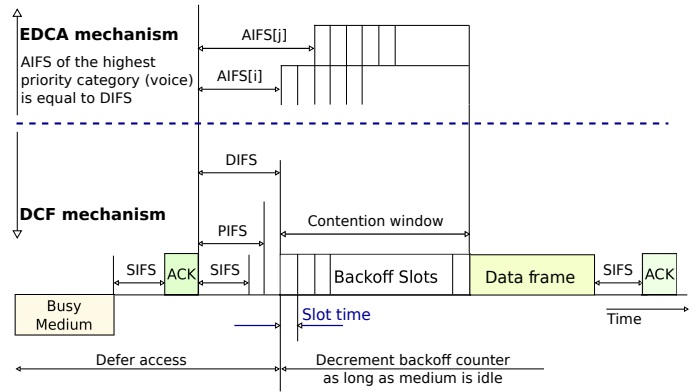 EDCA mechanism
AIFS of the highest
priority category (voice)
is equal to DIFS
AIFS[j]
AIFS[i]
DIFS
DCF mechanism
PIFS
Contention window
SIFS
ACK
SIFS
Backoff Slots
Data frame
SIFS
ACK
Busy
Medium
Slot time
Time
Defer access
Decrement backoff counter
as long as medium is idle